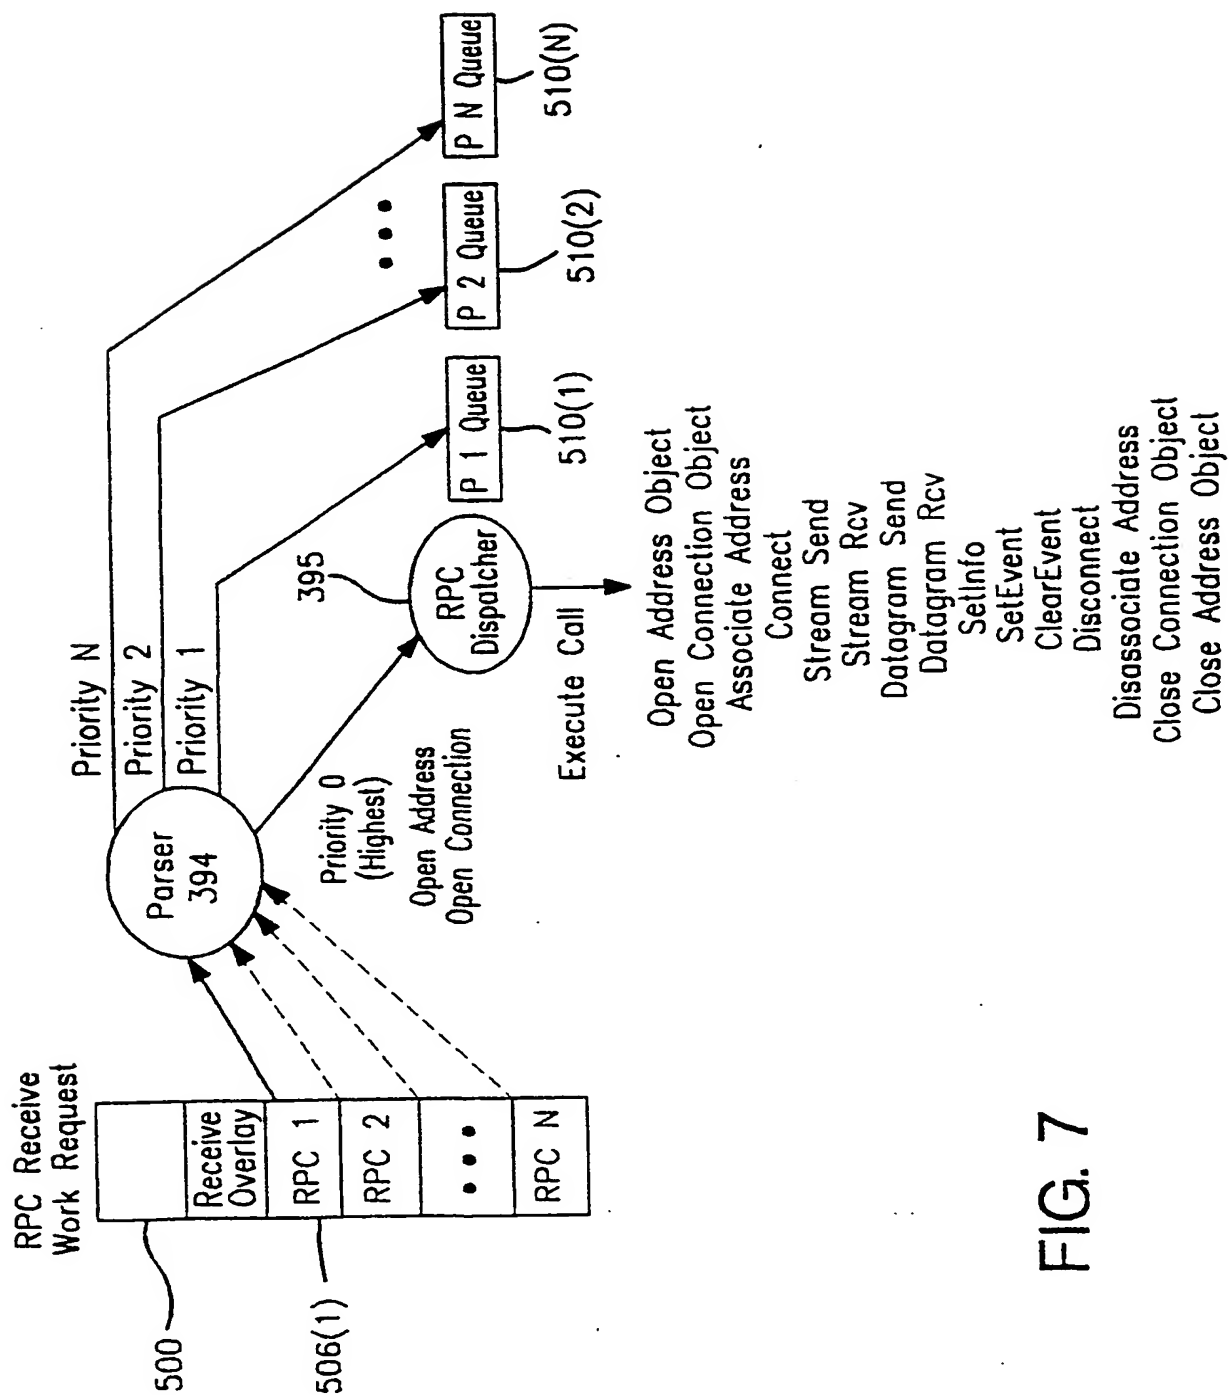 RPC Receive
Work Request
500
Receive
Overlay
506(1)
RPC 1
RPC 2
•••
RPC N
Parser
394
Priority N
Priority 2
Priority 1
Priority 0
(Highest)
Open Address
Open Connection
395
RPC
Dispatcher
P 1 Queue
510(1)
P 2 Queue
510(2)
•••
P N Queue
510(N)
Execute Call
Open Address Object
Open Connection Object
Associate Address
Connect
Stream Send
Stream Rcv
Datagram Send
Datagram Rcv
SetInfo
SetEvent
ClearEvent
Disconnect
Disassociate Address
Close Connection Object
Close Address Object
FIG. 7